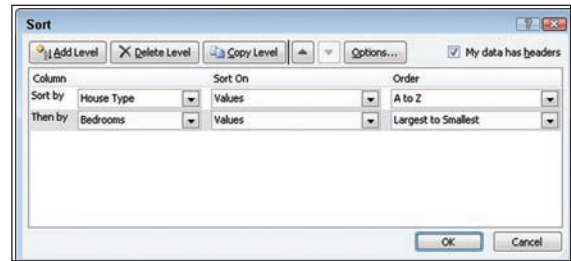 Sort
Add Level Delete Level Copy Level Options... My data has headers
Column Sort On Order
Sort by House Type Values A to Z
Then by Bedrooms Values Largest to Smallest
OK Cancel